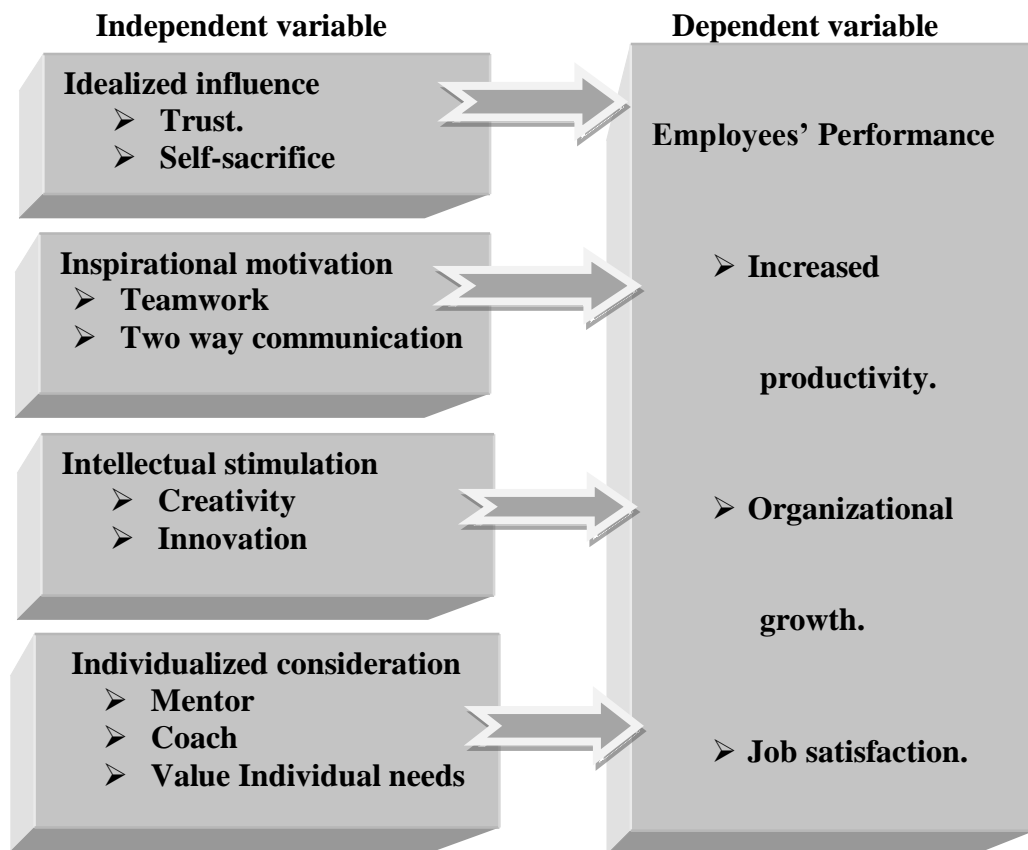 Independent variable
Idealized influence
➢ Trust.
➢ Self-sacrifice
Inspirational motivation
➢ Teamwork
➢ Two way communication
Intellectual stimulation
➢ Creativity
➢ Innovation
Individualized consideration
➢ Mentor
➢ Coach
➢ Value Individual needs
Dependent variable
Employees’ Performance
➢ Increased
productivity.
➢ Organizational
growth.
➢ Job satisfaction.